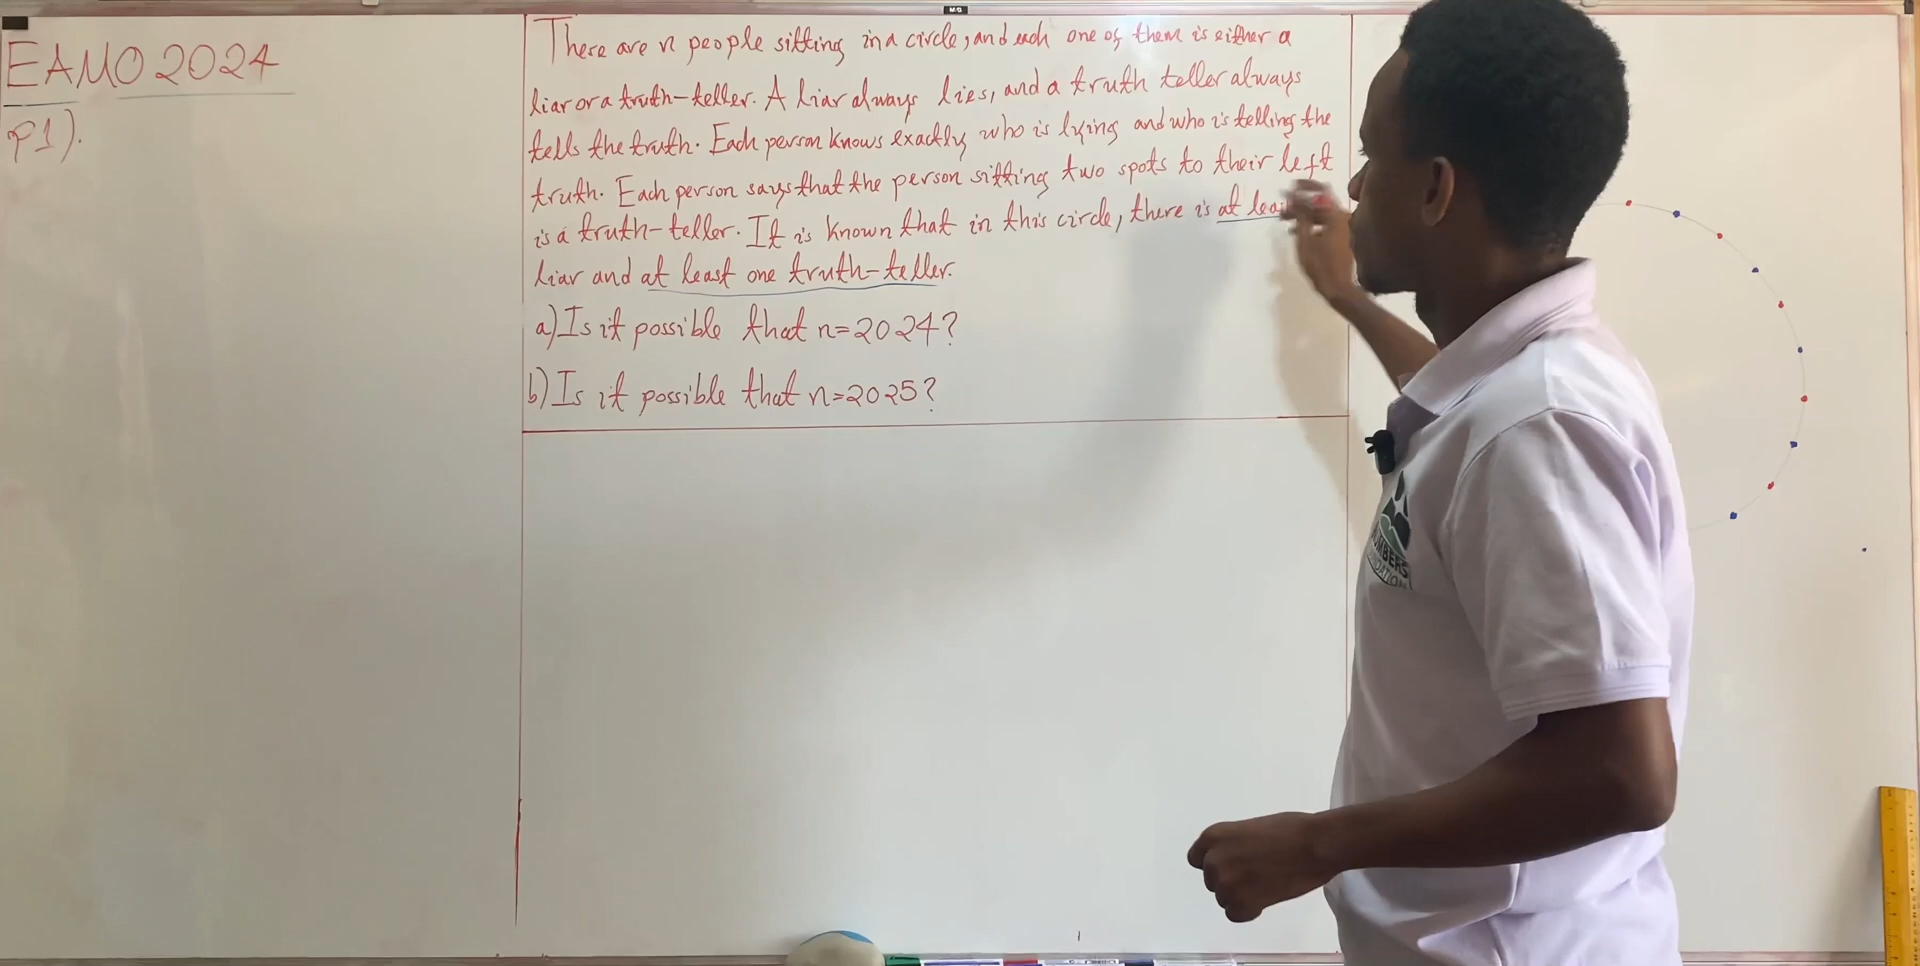 EAMO 2024
P1).
There are n people sitting in a circle, and each one of them is either a
liar or a truth-teller. A liar always lies, and a truth teller always
tells the truth. Each person knows exactly who is lying and who is telling the
truth. Each person says that the person sitting two spots to their left
is a truth-teller. It is known that in this circle, there is at
liar and at least one truth-teller.
a) Is it possible that n=2024?
b) Is it possible that n=2025?